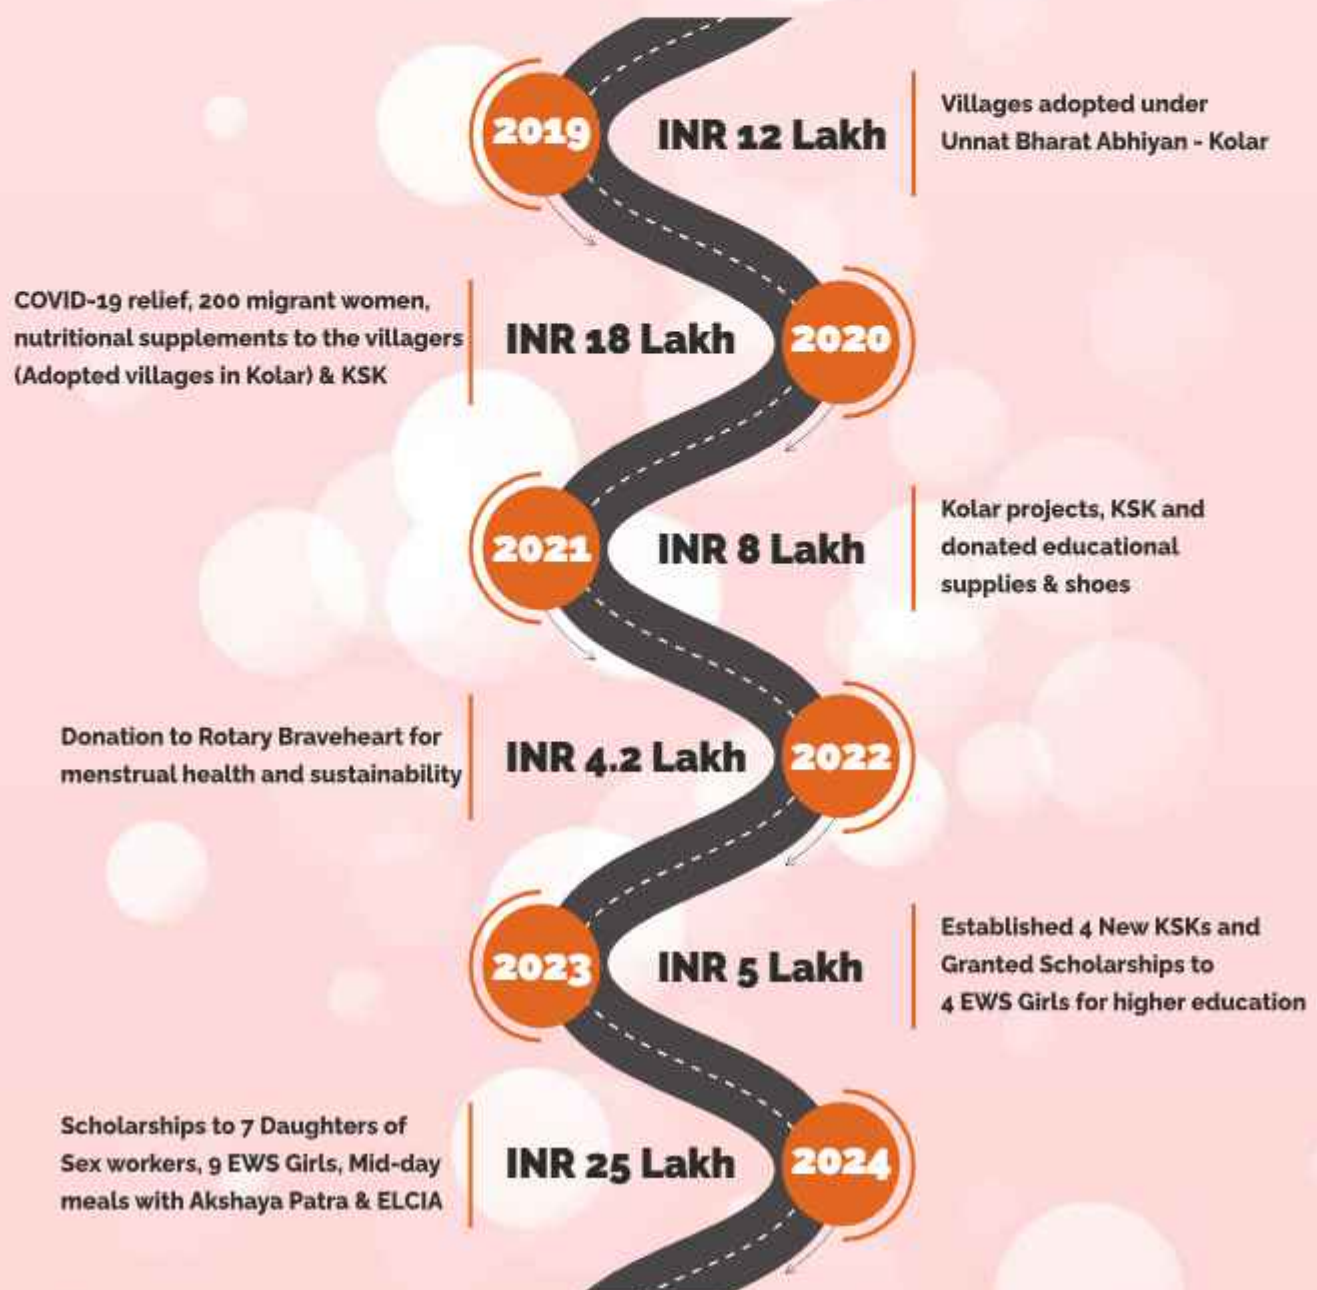 2019
INR 12 Lakh
Villages adopted under
Unnat Bharat Abhiyan - Kolar
COVID-19 relief, 200 migrant women,
nutritional supplements to the villagers
(Adopted villages in Kolar) & KSK
INR 18 Lakh
2020
2021
INR 8 Lakh
Kolar projects, KSK and
donated educational
supplies & shoes
Donation to Rotary Braveheart for
menstrual health and sustainability
INR 4.2 Lakh
2022
2023
INR 5 Lakh
Established 4 New KSKs and
Granted Scholarships to
4 EWS Girls for higher education
Scholarships to 7 Daughters of
Sex workers, 9 EWS Girls, Mid-day
meals with Akshaya Patra & ELCIA
INR 25 Lakh
2024